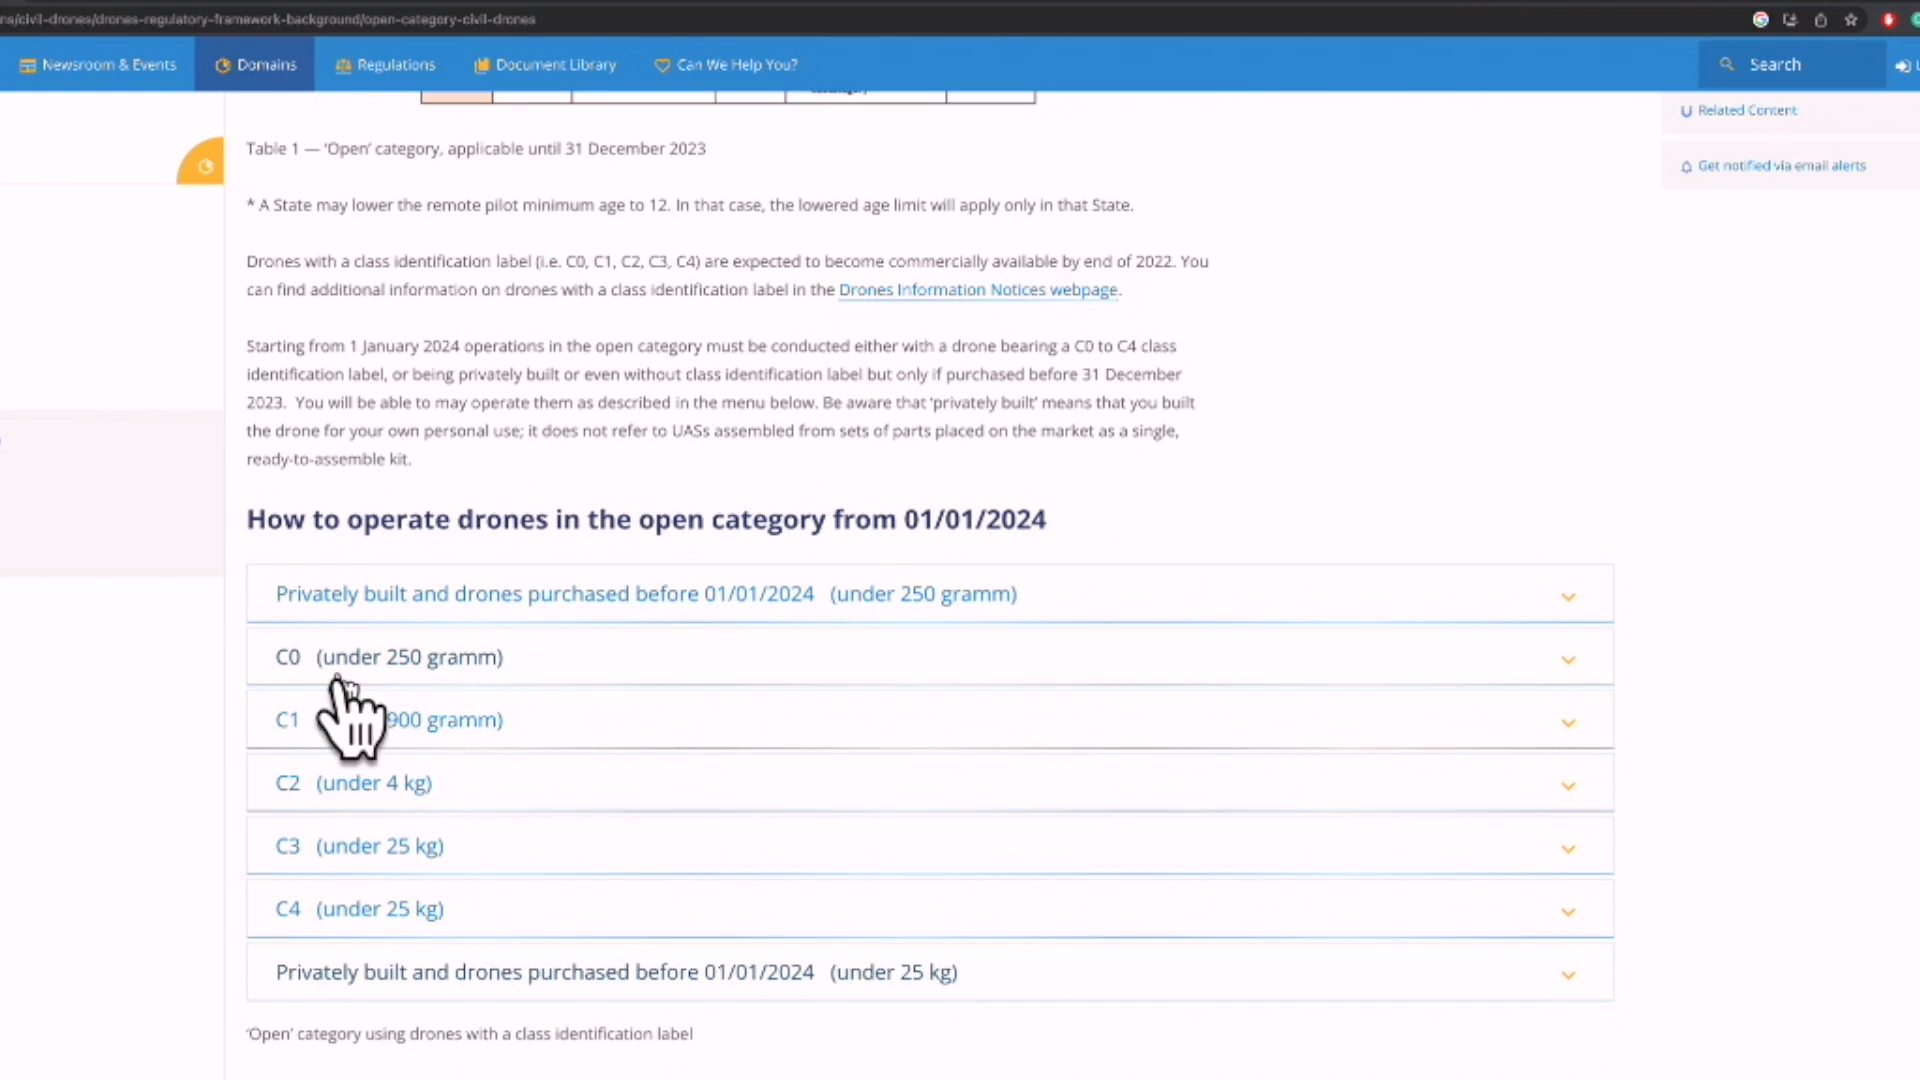 ns/civil-drones/drones-regulatory-framework-background/open-category-civil-drones
Newsroom & Events
Domains
Regulations
Document Library
Can We Help You?
Search
Related Content
Get notified via email alerts
Table 1 — ‘Open’ category, applicable until 31 December 2023
* A State may lower the remote pilot minimum age to 12. In that case, the lowered age limit will apply only in that State.
Drones with a class identification label (i.e. C0, C1, C2, C3, C4) are expected to become commercially available by end of 2022. You
can find additional information on drones with a class identification label in the Drones Information Notices webpage.
Starting from 1 January 2024 operations in the open category must be conducted either with a drone bearing a C0 to C4 class
identification label, or being privately built or even without class identification label but only if purchased before 31 December
2023. You will be able to may operate them as described in the menu below. Be aware that ‘privately built’ means that you built
the drone for your own personal use; it does not refer to UASs assembled from sets of parts placed on the market as a single,
ready-to-assemble kit.
How to operate drones in the open category from 01/01/2024
Privately built and drones purchased before 01/01/2024 (under 250 gramm)
C0 (under 250 gramm)
C1 900 gramm)
C2 (under 4 kg)
C3 (under 25 kg)
C4 (under 25 kg)
Privately built and drones purchased before 01/01/2024 (under 25 kg)
‘Open’ category using drones with a class identification label